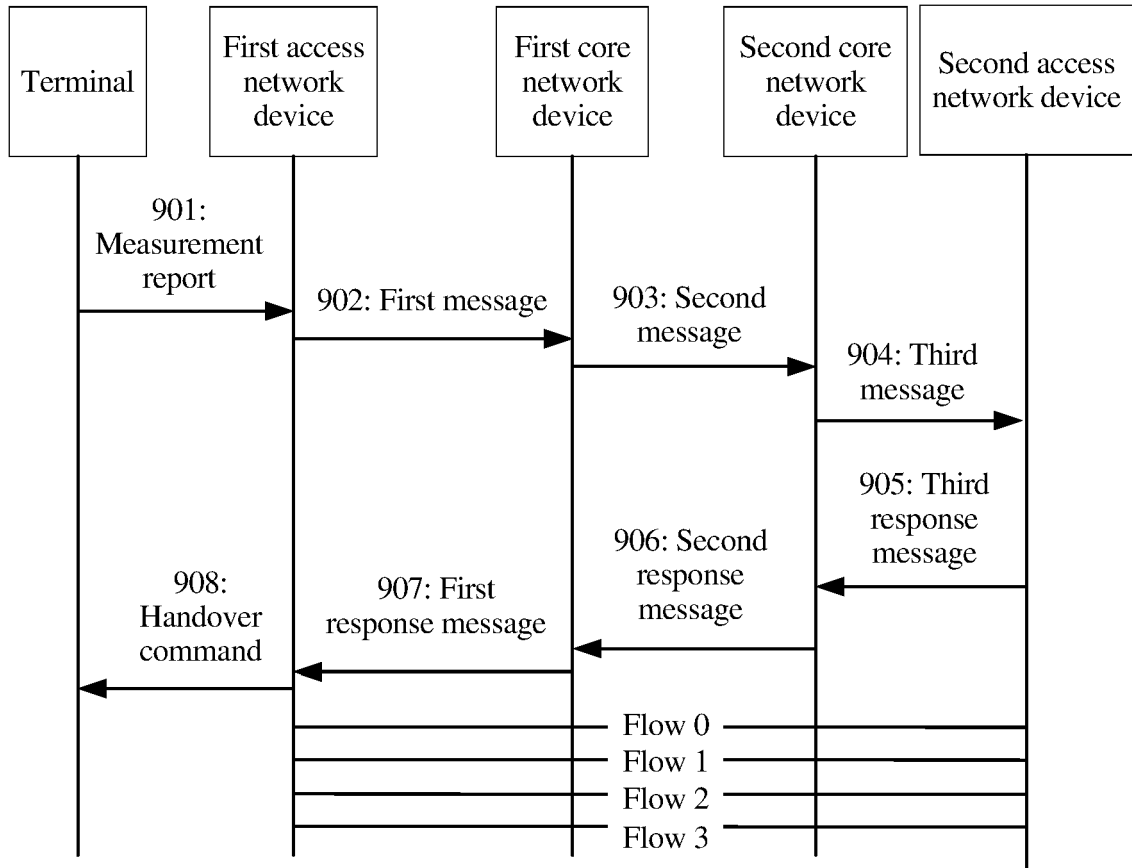 Terminal
First access
network
device
First core
network
device
Second core
network
device
Second access
network device
901:
Measurement
report
902: First message
903: Second
message
904: Third
message
905: Third
response
message
906: Second
response
message
907: First
response message
908:
Handover
command
Flow 0
Flow 1
Flow 2
Flow 3